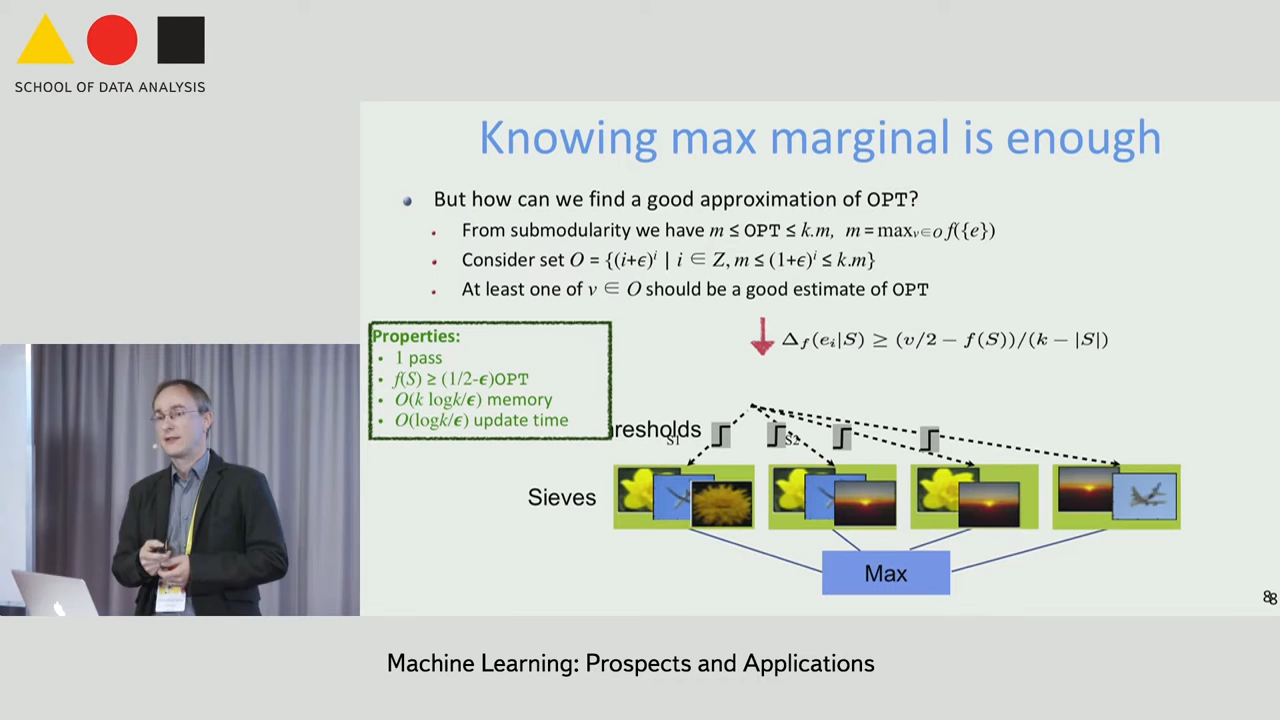 SCHOOL OF DATA ANALYSIS
Knowing max marginal is enough
But how can we find a good approximation of OPT?
From submodularity we have m ≤ OPT ≤ k.m, m = maxᵥ∈O f({e})
Consider set O = {(i+ϵ)ⁱ | i ∈ Z, m ≤ (1+ϵ)ⁱ ≤ k.m}
At least one of v ∈ O should be a good estimate of OPT
Δf(eᵢ|S) ≥ (v/2 − f(S))/(k − |S|)
Properties:
• 1 pass
• f(S) ≥ (1/2-ϵ)OPT
• O(k logk/ϵ) memory
• O(logk/ϵ) update time
resholds
S1
S2
Sieves
Max
Machine Learning: Prospects and Applications